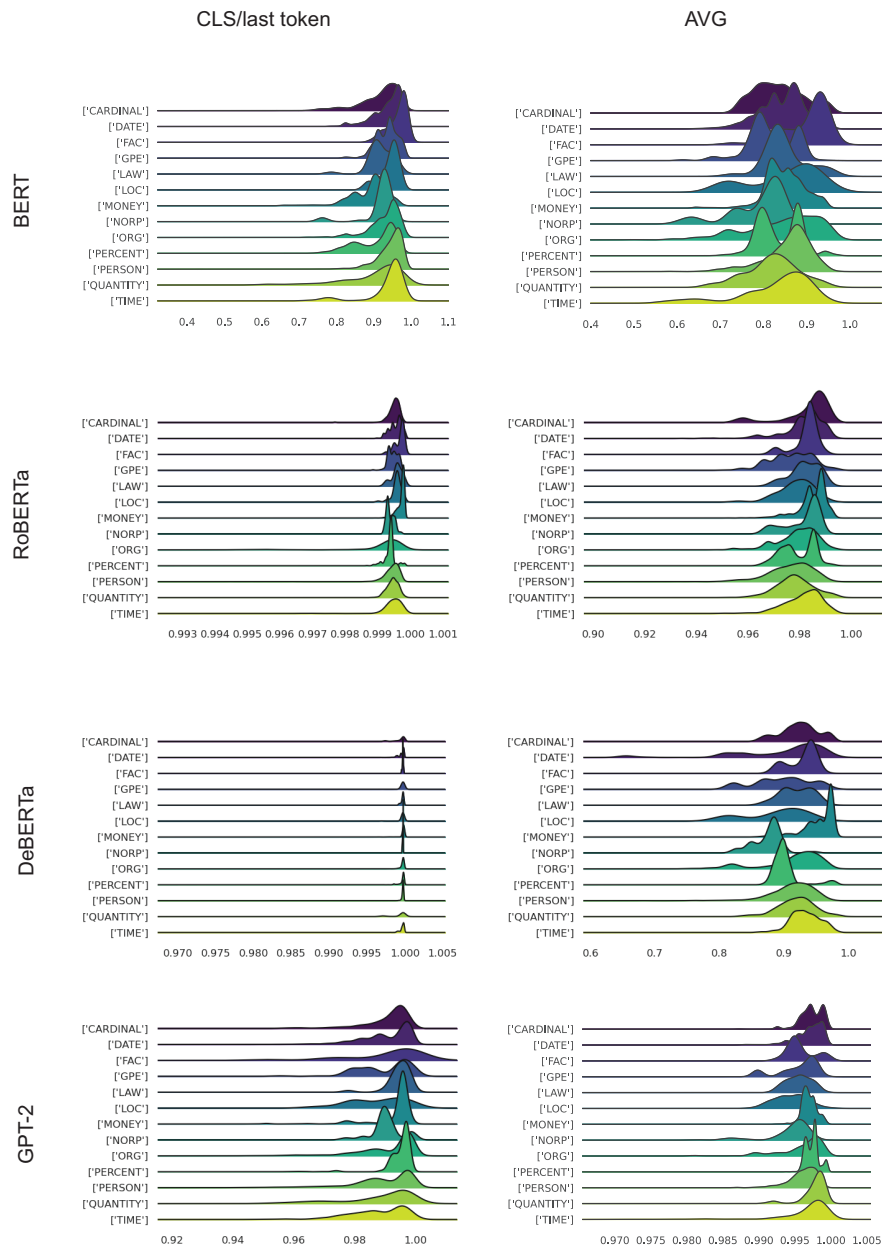 CLS/last token AVG
BERT
['CARDINAL']
['DATE']
['FAC']
['GPE']
['LAW']
['LOC']
['MONEY']
['NORP']
['ORG']
['PERCENT']
['PERSON']
['QUANTITY']
['TIME']
0.4 0.5 0.6 0.7 0.8 0.9 1.0 1.1
['CARDINAL']
['DATE']
['FAC']
['GPE']
['LAW']
['LOC']
['MONEY']
['NORP']
['ORG']
['PERCENT']
['PERSON']
['QUANTITY']
['TIME']
0.4 0.5 0.6 0.7 0.8 0.9 1.0
RoBERTa
['CARDINAL']
['DATE']
['FAC']
['GPE']
['LAW']
['LOC']
['MONEY']
['NORP']
['ORG']
['PERCENT']
['PERSON']
['QUANTITY']
['TIME']
0.993 0.994 0.995 0.996 0.997 0.998 0.999 1.000 1.001
['CARDINAL']
['DATE']
['FAC']
['GPE']
['LAW']
['LOC']
['MONEY']
['NORP']
['ORG']
['PERCENT']
['PERSON']
['QUANTITY']
['TIME']
0.90 0.92 0.94 0.96 0.98 1.00
DeBERTa
['CARDINAL']
['DATE']
['FAC']
['GPE']
['LAW']
['LOC']
['MONEY']
['NORP']
['ORG']
['PERCENT']
['PERSON']
['QUANTITY']
['TIME']
0.970 0.975 0.980 0.985 0.990 0.995 1.000 1.005
['CARDINAL']
['DATE']
['FAC']
['GPE']
['LAW']
['LOC']
['MONEY']
['NORP']
['ORG']
['PERCENT']
['PERSON']
['QUANTITY']
['TIME']
0.6 0.7 0.8 0.9 1.0
GPT-2
['CARDINAL']
['DATE']
['FAC']
['GPE']
['LAW']
['LOC']
['MONEY']
['NORP']
['ORG']
['PERCENT']
['PERSON']
['QUANTITY']
['TIME']
0.92 0.94 0.96 0.98 1.00
['CARDINAL']
['DATE']
['FAC']
['GPE']
['LAW']
['LOC']
['MONEY']
['NORP']
['ORG']
['PERCENT']
['PERSON']
['QUANTITY']
['TIME']
0.970 0.975 0.980 0.985 0.990 0.995 1.000 1.005